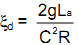 ξd = 2gLa / C²R